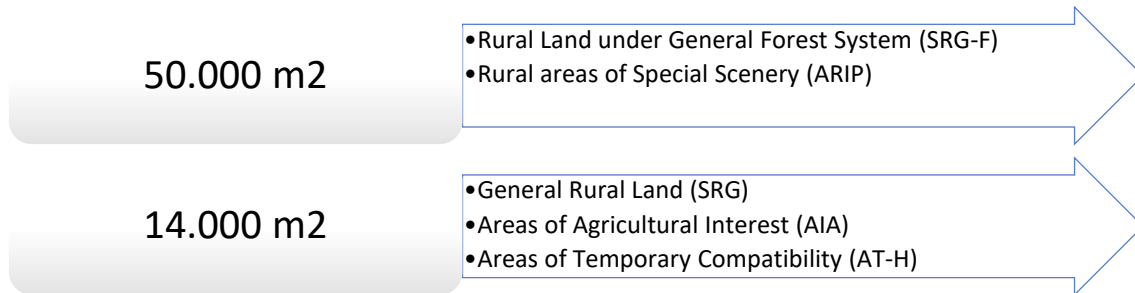 50.000 m2
•Rural Land under General Forest System (SRG-F)
•Rural areas of Special Scenery (ARIP)
14.000 m2
•General Rural Land (SRG)
•Areas of Agricultural Interest (AIA)
•Areas of Temporary Compatibility (AT-H)